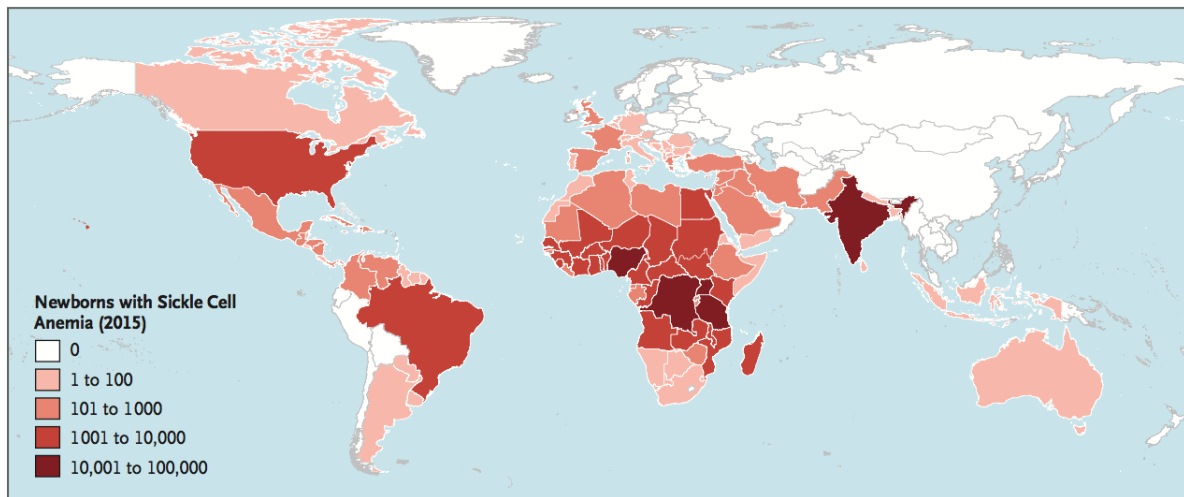 Newborns with Sickle Cell
Anemia (2015)
0
1 to 100
101 to 1000
1001 to 10,000
10,001 to 100,000